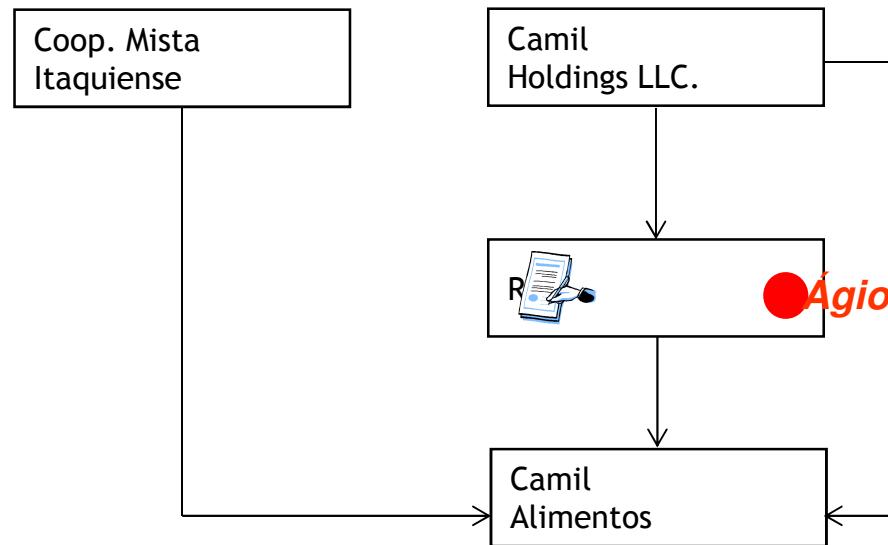 Coop. Mista
Itaquiense
Camil
Holdings LLC.
R
Ágio
Camil
Alimentos